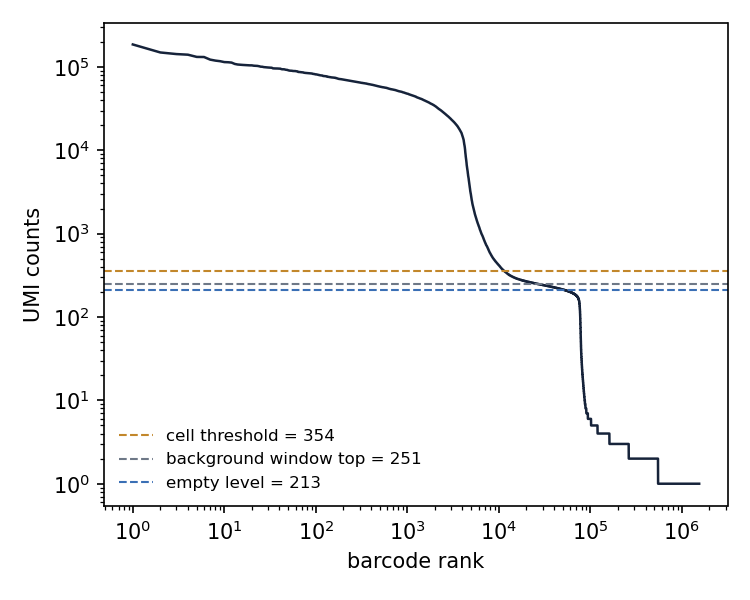 10⁵
10⁴
10³
10²
10¹
10⁰
UMI counts
cell threshold = 354
background window top = 251
empty level = 213
10⁰ 10¹ 10² 10³ 10⁴ 10⁵ 10⁶
barcode rank